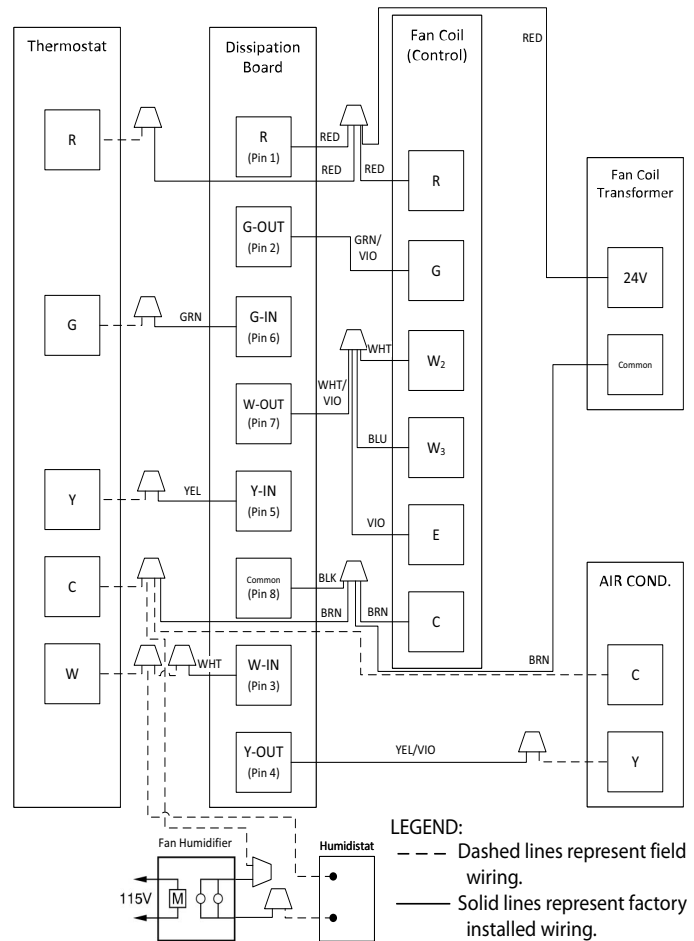 Thermostat
Dissipation
Board
Fan Coil
(Control)
RED
R
R
(Pin 1)
RED
RED
RED
R
Fan Coil
Transformer
G-OUT
(Pin 2)
GRN/
VIO
G
24V
G
GRN
G-IN
(Pin 6)
WHT
W2
Common
W-OUT
(Pin 7)
WHT/
VIO
BLU
W3
Y
YEL
Y-IN
(Pin 5)
VIO
E
C
Common
(Pin 8)
BLK
BRN
BRN
C
AIR COND.
W
WHT
W-IN
(Pin 3)
BRN
C
Y-OUT
(Pin 4)
YEL/VIO
Y
Fan Humidifier
Humidistat
115V
M
LEGEND:
Dashed lines represent field
wiring.
Solid lines represent factory
installed wiring.